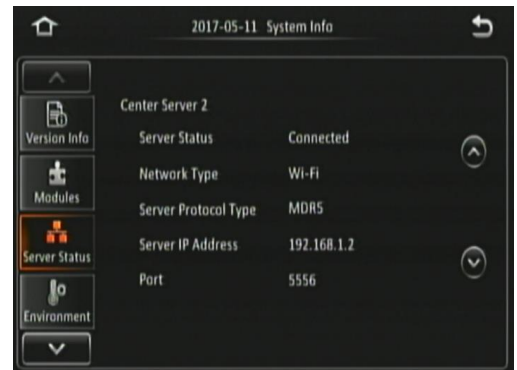 2017-05-11 System Info
Version Info
Modules
Server Status
Environment
Center Server 2
Server Status Connected
Network Type Wi-Fi
Server Protocol Type MDR5
Server IP Address 192.168.1.2
Port 5556